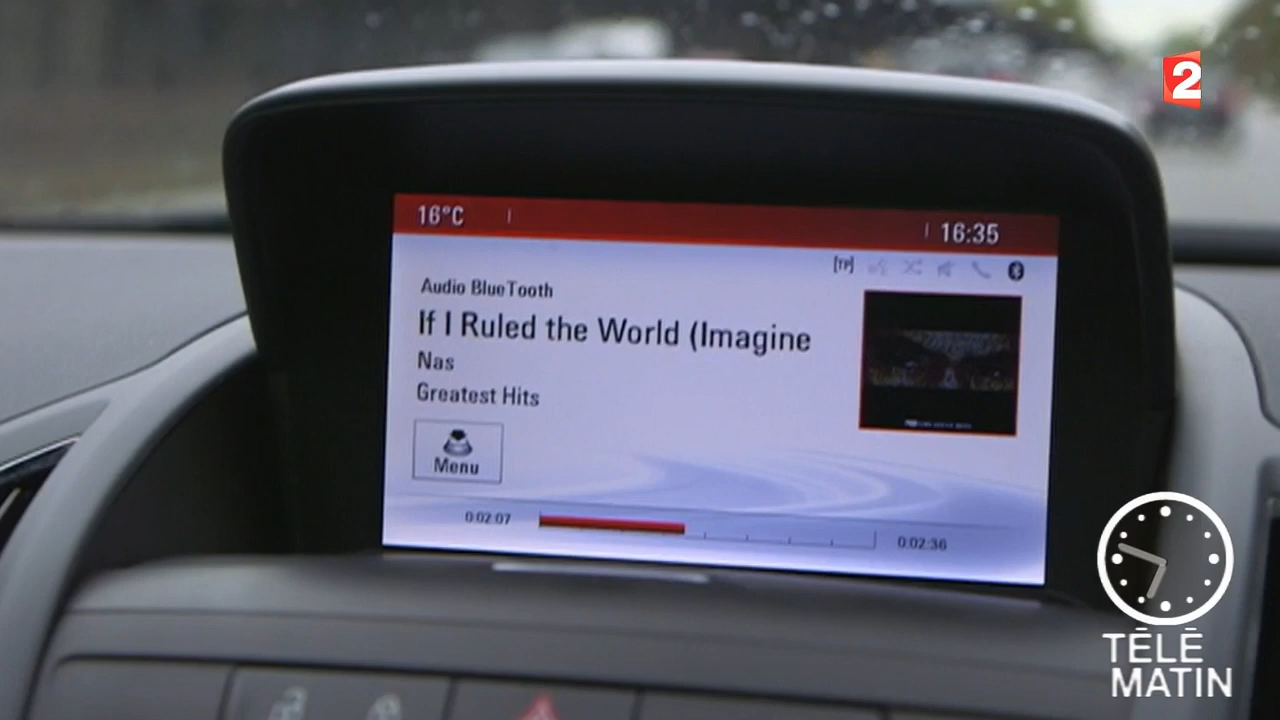 2
16°C
16:35
[TP]
Audio BlueTooth
If I Ruled the World (Imagine
Nas
Greatest Hits
Menu
0:02:07
0:02:36
TÉLÉ
MATIN